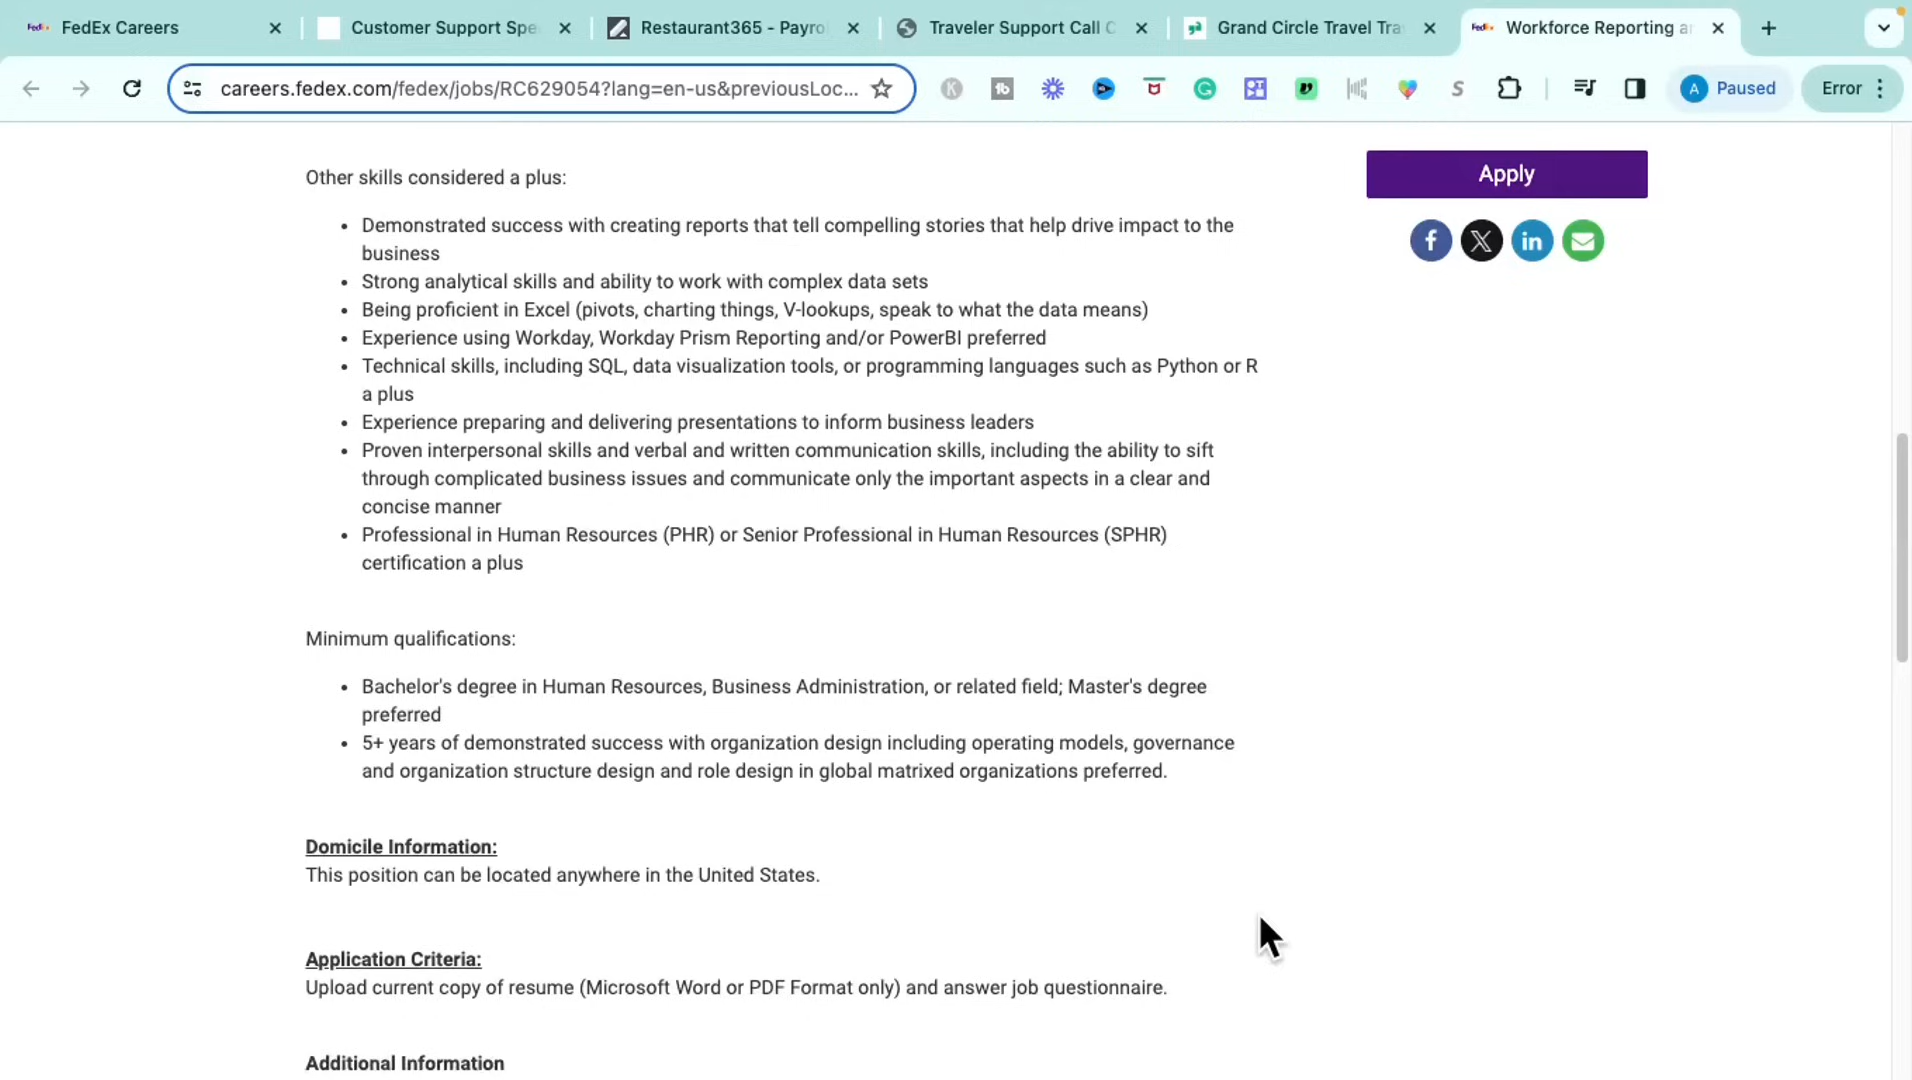 FedEx Careers
Customer Support Spe
Restaurant365 - Payro
Traveler Support Call C
Grand Circle Travel Tra
Workforce Reporting a
careers.fedex.com/fedex/jobs/RC629054?lang=en-us&previousLoc...
A Paused
Error
Other skills considered a plus:
• Demonstrated success with creating reports that tell compelling stories that help drive impact to the
business
• Strong analytical skills and ability to work with complex data sets
• Being proficient in Excel (pivots, charting things, V-lookups, speak to what the data means)
• Experience using Workday, Workday Prism Reporting and/or PowerBI preferred
• Technical skills, including SQL, data visualization tools, or programming languages such as Python or R
a plus
• Experience preparing and delivering presentations to inform business leaders
• Proven interpersonal skills and verbal and written communication skills, including the ability to sift
through complicated business issues and communicate only the important aspects in a clear and
concise manner
• Professional in Human Resources (PHR) or Senior Professional in Human Resources (SPHR)
certification a plus
Minimum qualifications:
• Bachelor's degree in Human Resources, Business Administration, or related field; Master's degree
preferred
• 5+ years of demonstrated success with organization design including operating models, governance
and organization structure design and role design in global matrixed organizations preferred.
Domicile Information:
This position can be located anywhere in the United States.
Application Criteria:
Upload current copy of resume (Microsoft Word or PDF Format only) and answer job questionnaire.
Additional Information
Apply